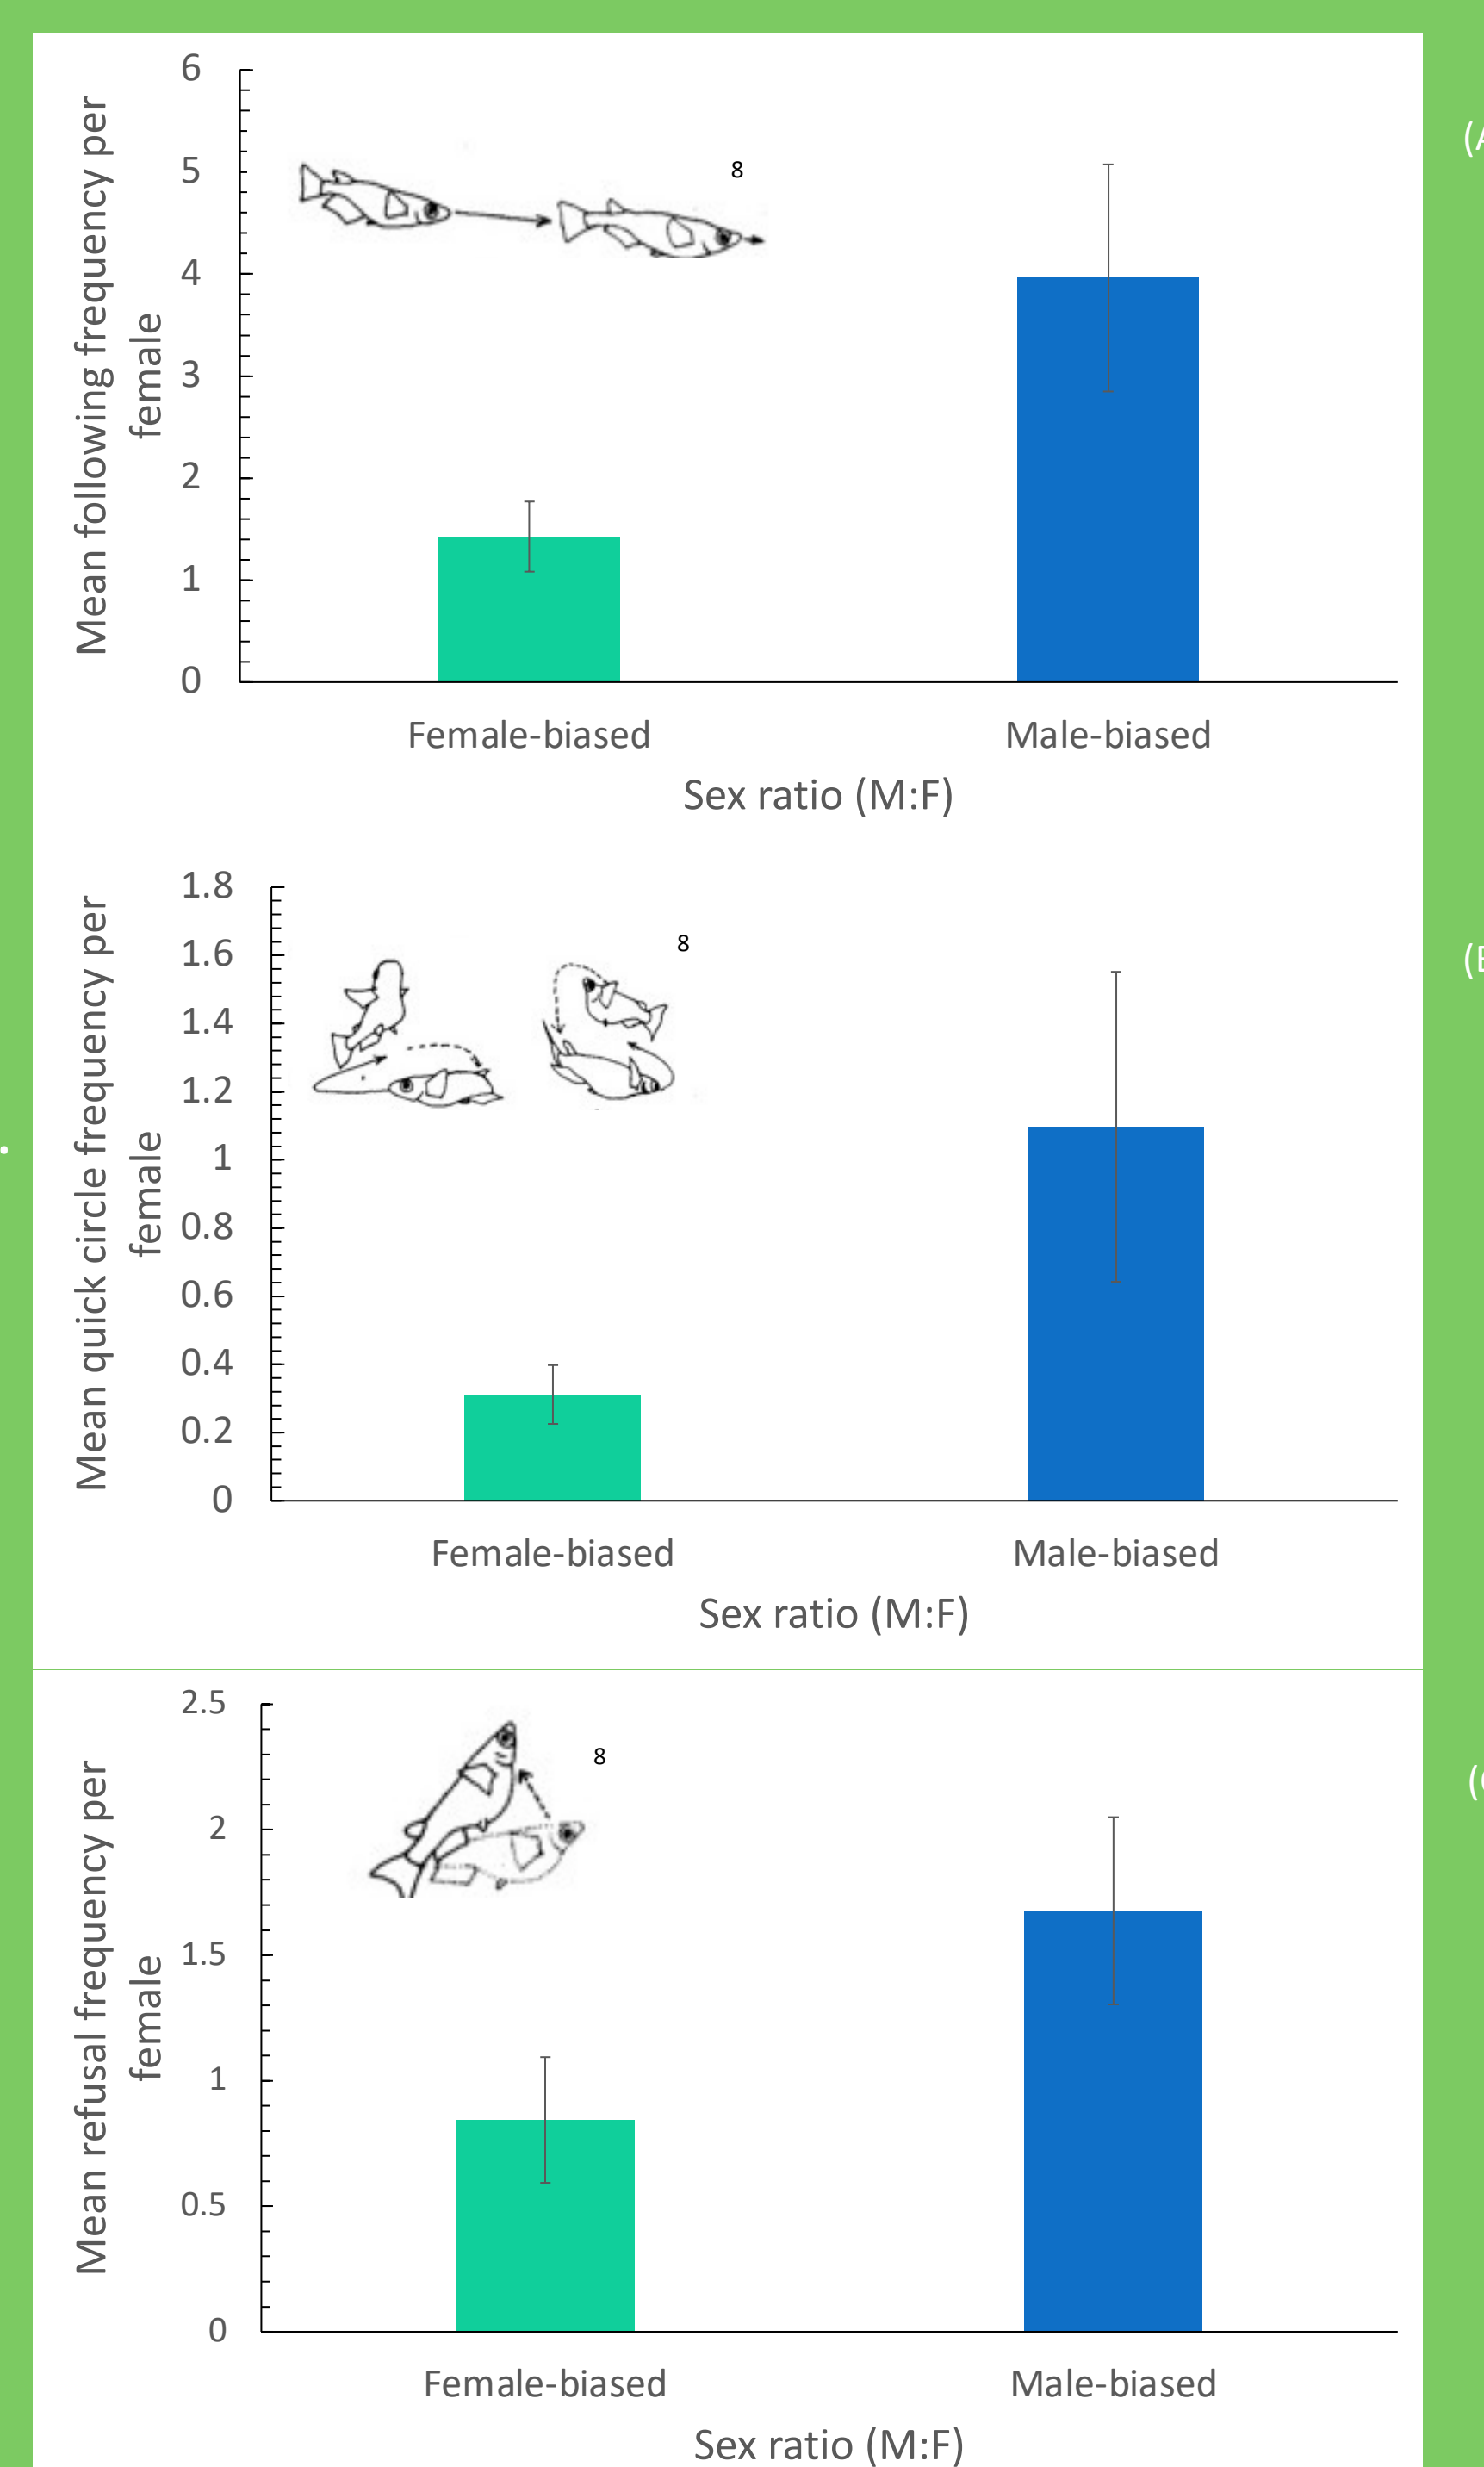 Mean following frequency per
female
6
5
4
3
2
1
0
8
Female-biased
Male-biased
Sex ratio (M:F)
(A
Mean quick circle frequency per
female
1.8
1.6
1.4
1.2
1
0.8
0.6
0.4
0.2
0
8
Female-biased
Male-biased
Sex ratio (M:F)
Mean refusal frequency per
female
2.5
2
1.5
1
0.5
0
8
Female-biased
Male-biased
Sex ratio (M:F)